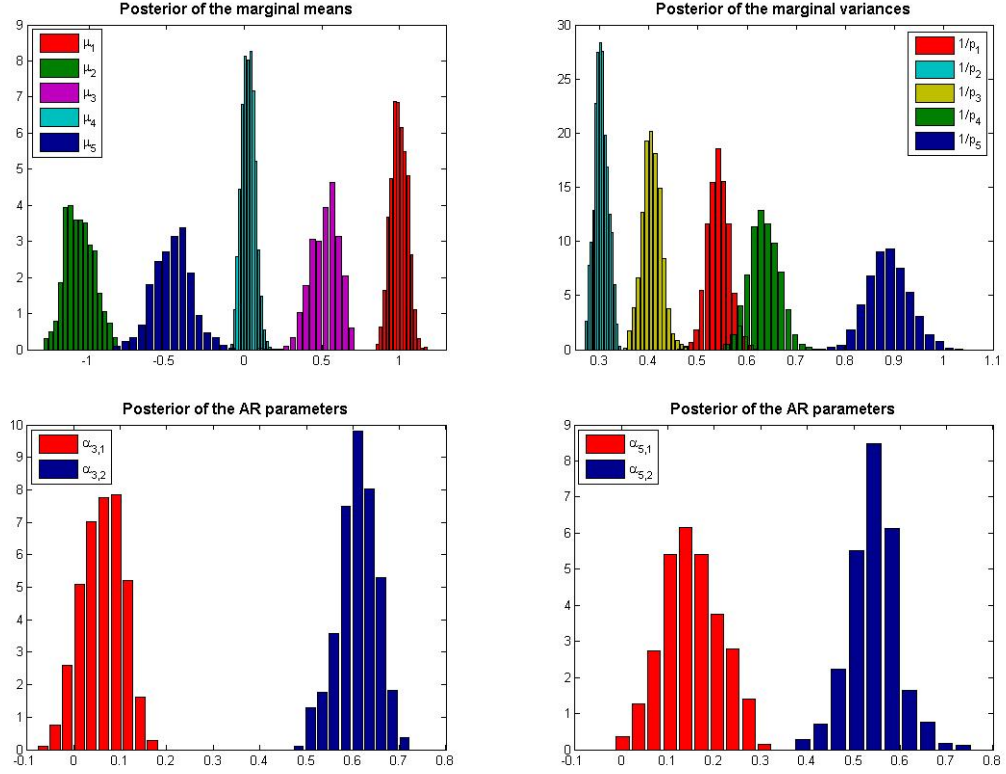 Posterior of the marginal means
9
8
7
6
5
4
3
2
1
0
-1 -0.5 0 0.5 1
μ1
μ2
μ3
μ4
μ5
Posterior of the marginal variances
30
25
20
15
10
5
0
0.3 0.4 0.5 0.6 0.7 0.8 0.9 1 1.1
1/p1
1/p2
1/p3
1/p4
1/p5
Posterior of the AR parameters
10
9
8
7
6
5
4
3
2
1
0
-0.1 0 0.1 0.2 0.3 0.4 0.5 0.6 0.7 0.8
α3,1
α3,2
Posterior of the AR parameters
9
8
7
6
5
4
3
2
1
0
-0.1 0 0.1 0.2 0.3 0.4 0.5 0.6 0.7 0.8
α5,1
α5,2